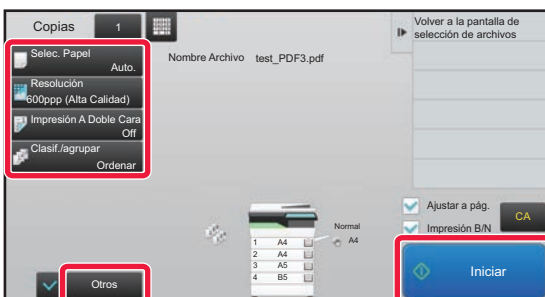 Copias 1
Volver a la pantalla de
selección de archivos
Selec. Papel
Auto.
Nombre Archivo test_PDF3.pdf
Resolución
600ppp (Alta Calidad)
Impresión A Doble Cara
Off
Clasif./agrupar
Ordenar
Ajustar a pág.
Impresión B/N
CA
Normal
A4
1 A4
2 A4
3 A5
4 B5
Otros
Iniciar